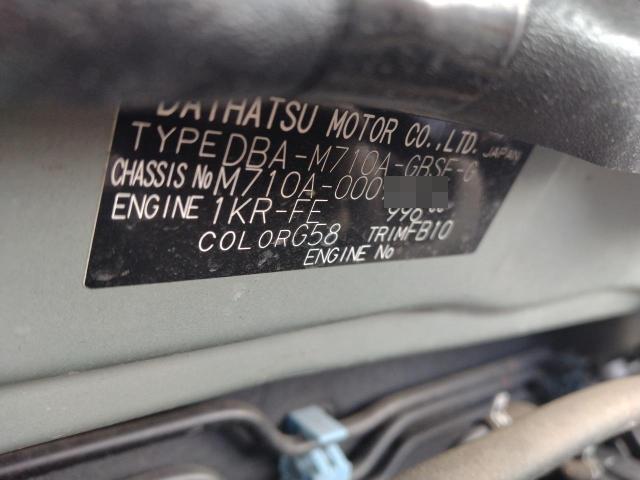 DAIHATSU MOTOR CO.,LTD. JAPAN
TYPE DBA-M710A-GBSE-G
CHASSIS No M710A-000
ENGINE 1KR-FE 996 cc
COLOR G58 TRIM FB10
ENGINE No